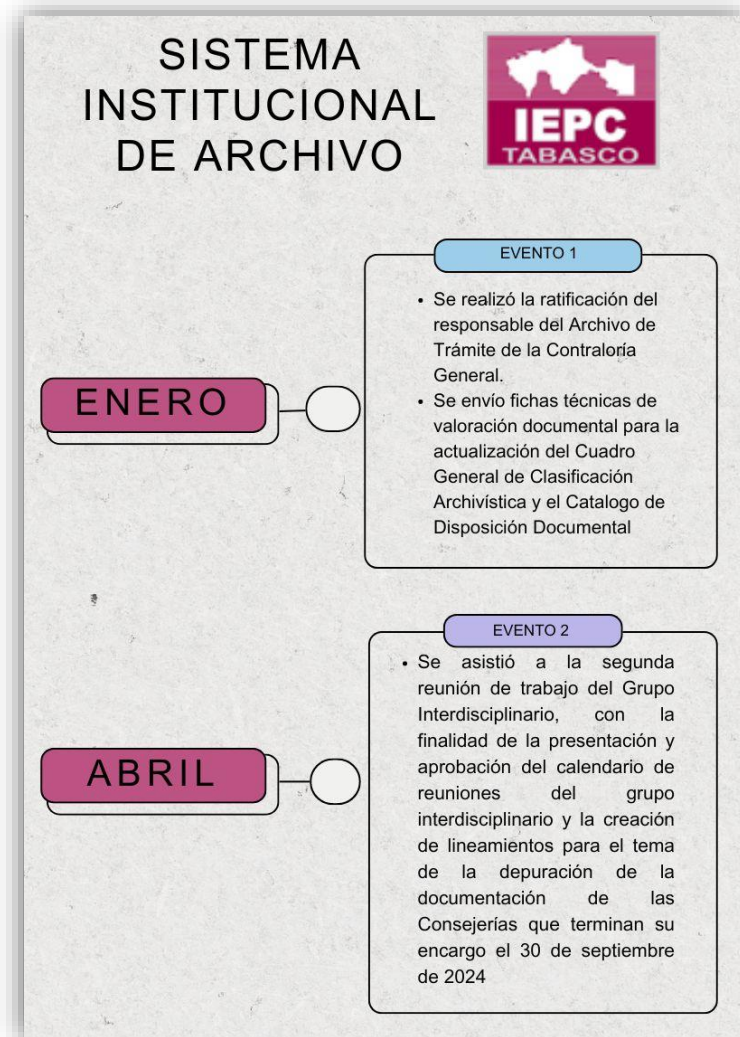 SISTEMA
INSTITUCIONAL
DE ARCHIVO
IEPC
TABASCO
EVENTO 1
• Se realizó la ratificación del
responsable del Archivo de
Trámite de la Contraloría
General.
• Se envío fichas técnicas de
valoración documental para la
actualización del Cuadro
General de Clasificación
Archivística y el Catalogo de
Disposición Documental
ENERO
EVENTO 2
• Se asistió a la segunda
reunión de trabajo del Grupo
Interdisciplinario, con la
finalidad de la presentación y
aprobación del calendario de
reuniones del grupo
interdisciplinario y la creación
de lineamientos para el tema
de la depuración de la
documentación de las
Consejerías que terminan su
encargo el 30 de septiembre
de 2024
ABRIL